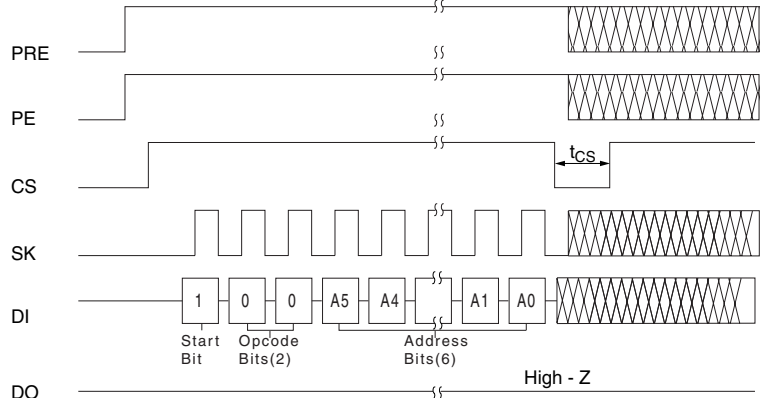 PRE
PE
CS
tCS
SK
DI
1 0 0 A5 A4 A1 A0
Start Bit
Opcode Bits(2)
Address Bits(6)
DO
High - Z